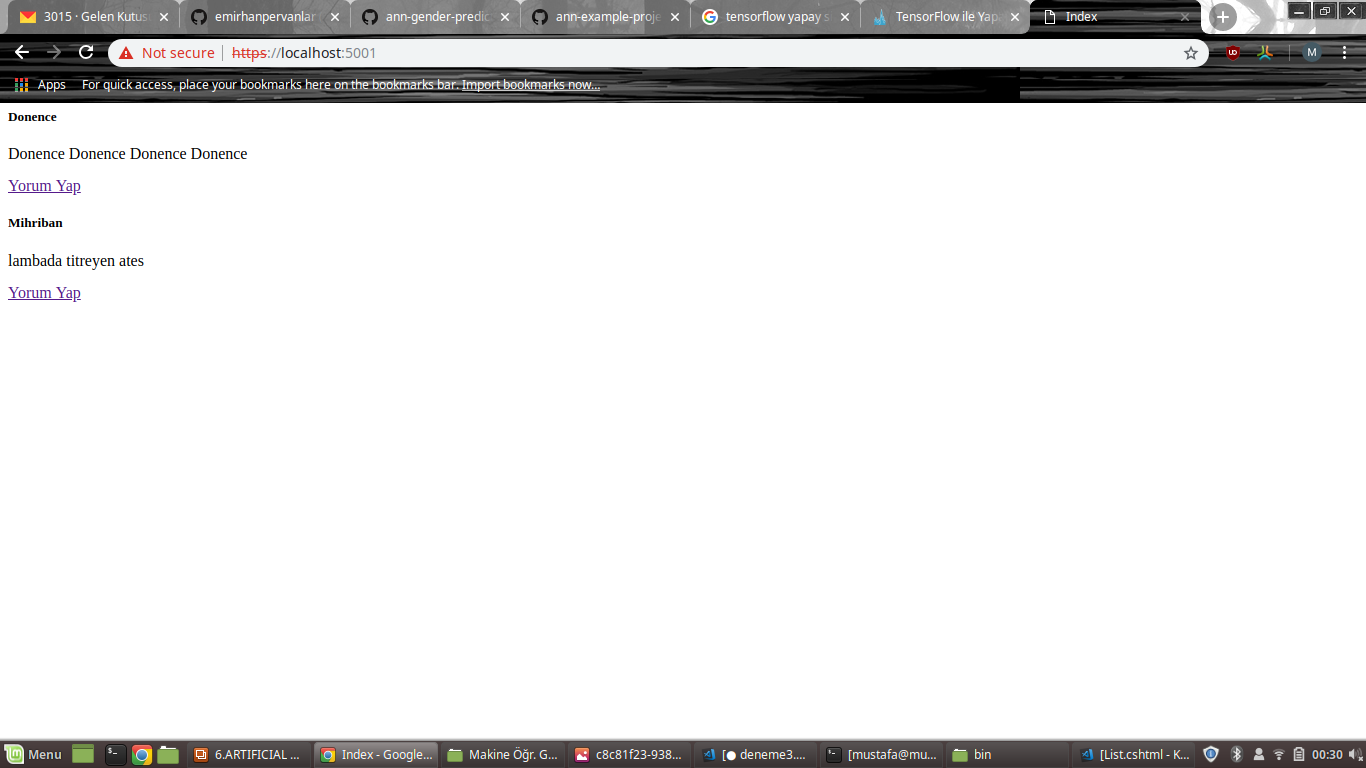 3015 · Gelen Kutus
emirhanpervanlar
ann-gender-predic
ann-example-proje
tensorflow yapay s
TensorFlow ile Yap
Index
Not secure
https://localhost:5001
M
Apps
For quick access, place your bookmarks here on the bookmarks bar. Import bookmarks now...
Donence
Donence Donence Donence Donence
Yorum Yap
Mihriban
lambada titreyen ates
Yorum Yap
Menu
6.ARTIFICIAL ...
Index - Google...
Makine Öğr. G...
c8c81f23-938...
[● deneme3....
[mustafa@mu...
bin
[List.cshtml - K...
00:30